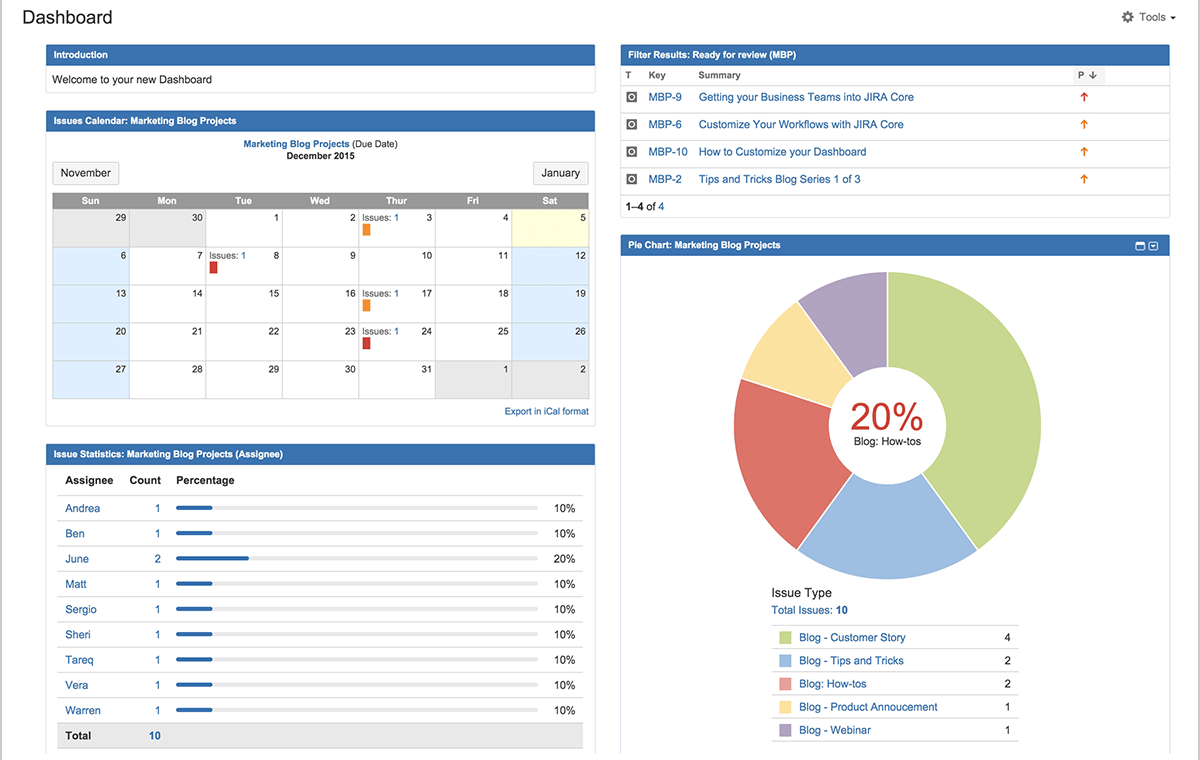 Dashboard
Tools
Introduction
Welcome to your new Dashboard
Issues Calendar: Marketing Blog Projects
Marketing Blog Projects (Due Date)
December 2015
November January
Sun Mon Tue Wed Thur Fri Sat
29 30 1 2 Issues: 1 3 4 5
6 7 Issues: 1 8 9 10 11 12
13 14 15 16 Issues: 1 17 18 19
20 21 22 23 Issues: 1 24 25 26
27 28 29 30 31 1 2
Export in iCal format
Issue Statistics: Marketing Blog Projects (Assignee)
Assignee Count Percentage
Andrea 1 10%
Ben 1 10%
June 2 20%
Matt 1 10%
Sergio 1 10%
Sheri 1 10%
Tareq 1 10%
Vera 1 10%
Warren 1 10%
Total 10
Filter Results: Ready for review (MBP)
T Key Summary P
MBP-9 Getting your Business Teams into JIRA Core
MBP-6 Customize Your Workflows with JIRA Core
MBP-10 How to Customize your Dashboard
MBP-2 Tips and Tricks Blog Series 1 of 3
1–4 of 4
Pie Chart: Marketing Blog Projects
20%
Blog: How-tos
Issue Type
Total Issues: 10
Blog - Customer Story 4
Blog - Tips and Tricks 2
Blog: How-tos 2
Blog - Product Annoucement 1
Blog - Webinar 1